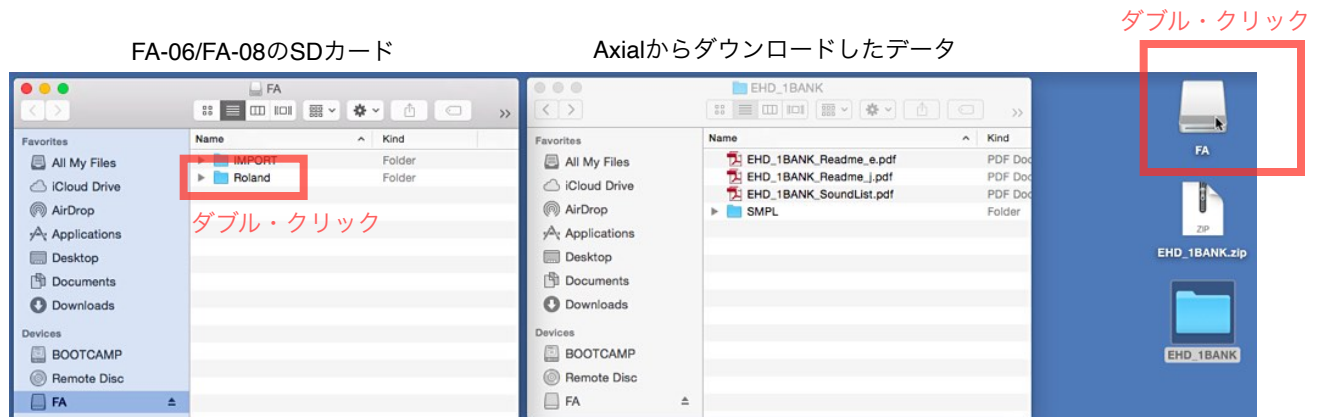 ダブル・クリック
FA-06/FA-08のSDカード
Axialからダウンロードしたデータ
FA
Favorites
All My Files
iCloud Drive
AirDrop
Applications
Desktop
Documents
Downloads
Devices
BOOTCAMP
Remote Disc
FA
Name
Kind
IMPORT
Folder
Roland
Folder
ダブル・クリック
EHD_1BANK
Favorites
All My Files
iCloud Drive
AirDrop
Applications
Desktop
Documents
Downloads
Devices
BOOTCAMP
Remote Disc
FA
Name
Kind
EHD_1BANK_Readme_e.pdf
PDF Doc
EHD_1BANK_Readme_j.pdf
PDF Doc
EHD_1BANK_SoundList.pdf
PDF Doc
SMPL
Folder
FA
ZIP
EHD_1BANK.zip
EHD_1BANK